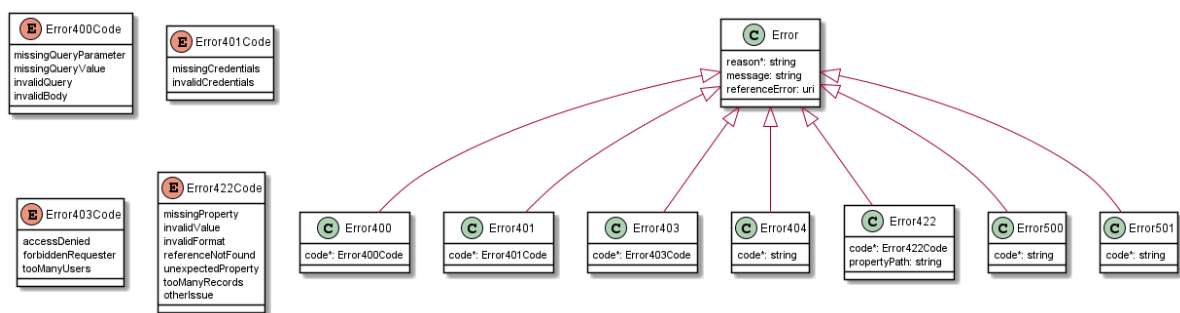 E Error400Code
missingQueryParameter
missingQueryValue
invalidQuery
invalidBody
E Error401Code
missingCredentials
invalidCredentials
C Error
reason*: string
message: string
referenceError: uri
E Error403Code
accessDenied
forbiddenRequester
tooManyUsers
E Error422Code
missingProperty
invalidValue
invalidFormat
referenceNotFound
unexpectedProperty
tooManyRecords
otherIssue
C Error400
code*: Error400Code
C Error401
code*: Error401Code
C Error403
code*: Error403Code
C Error404
code*: string
C Error422
code*: Error422Code
propertyPath: string
C Error500
code*: string
C Error501
code*: string